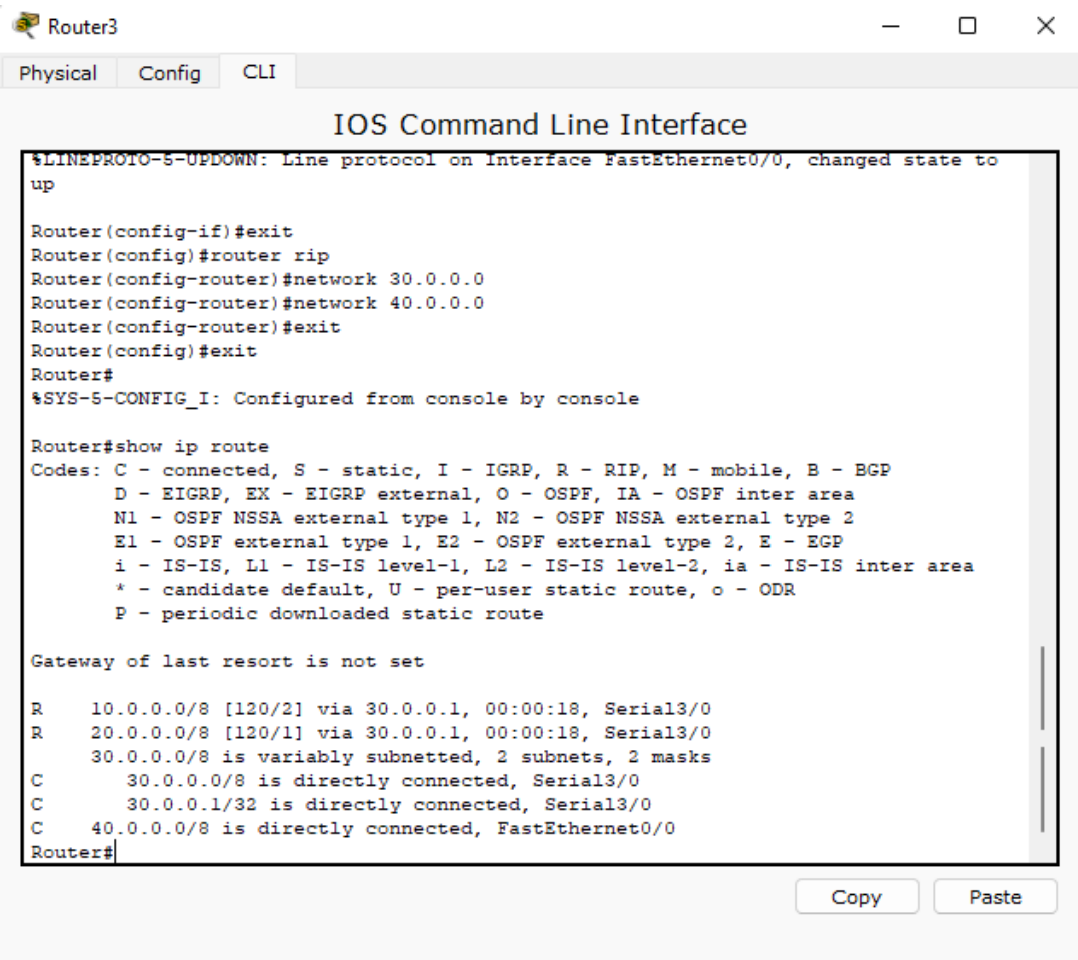 Router3
Physical Config CLI
IOS Command Line Interface
%LINEPROTO-5-UPDOWN: Line protocol on Interface FastEthernet0/0, changed state to
up
Router(config-if)#exit
Router(config)#router rip
Router(config-router)#network 30.0.0.0
Router(config-router)#network 40.0.0.0
Router(config-router)#exit
Router(config)#exit
Router#
%SYS-5-CONFIG_I: Configured from console by console
Router#show ip route
Codes: C - connected, S - static, I - IGRP, R - RIP, M - mobile, B - BGP
D - EIGRP, EX - EIGRP external, O - OSPF, IA - OSPF inter area
N1 - OSPF NSSA external type 1, N2 - OSPF NSSA external type 2
E1 - OSPF external type 1, E2 - OSPF external type 2, E - EGP
i - IS-IS, L1 - IS-IS level-1, L2 - IS-IS level-2, ia - IS-IS inter area
* - candidate default, U - per-user static route, o - ODR
P - periodic downloaded static route
Gateway of last resort is not set
R 10.0.0.0/8 [120/2] via 30.0.0.1, 00:00:18, Serial3/0
R 20.0.0.0/8 [120/1] via 30.0.0.1, 00:00:18, Serial3/0
30.0.0.0/8 is variably subnetted, 2 subnets, 2 masks
C 30.0.0.0/8 is directly connected, Serial3/0
C 30.0.0.1/32 is directly connected, Serial3/0
C 40.0.0.0/8 is directly connected, FastEthernet0/0
Router#
Copy Paste